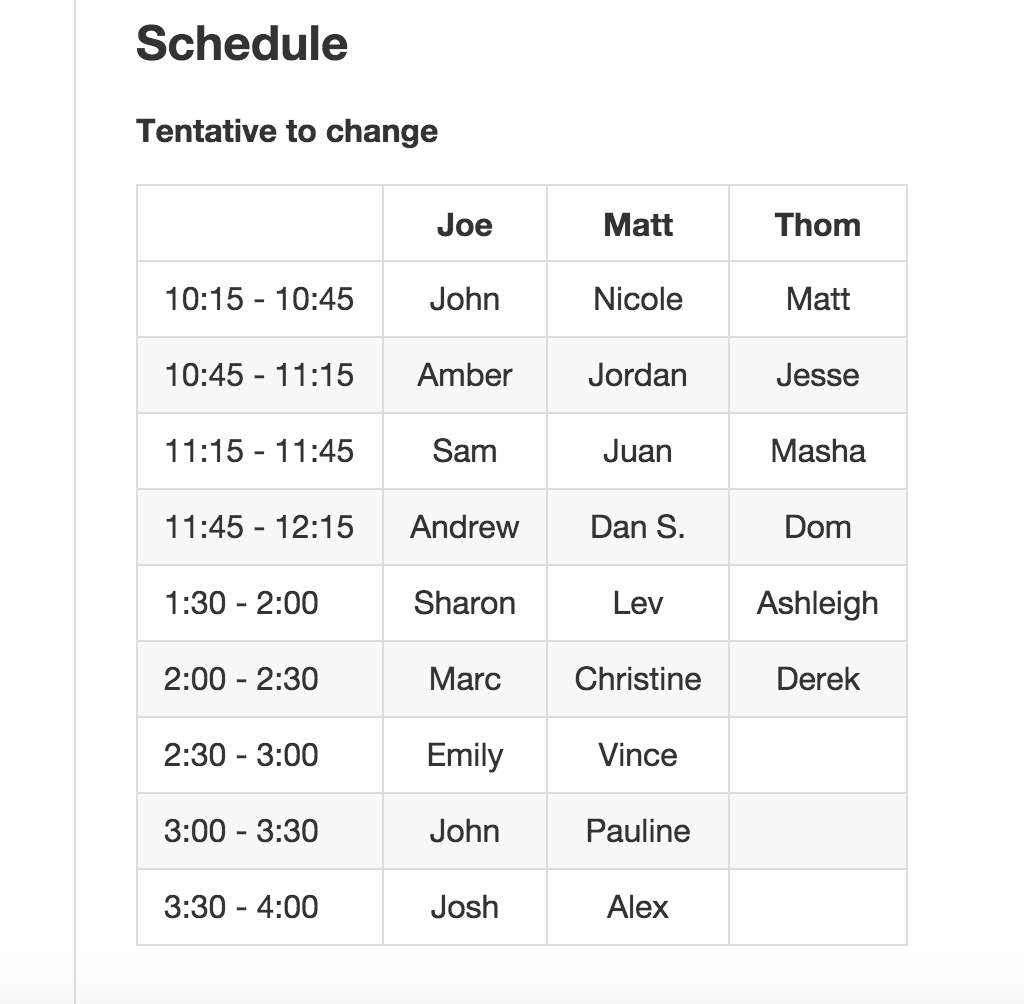 Schedule
Tentative to change
Joe Matt Thom
10:15 - 10:45 John Nicole Matt
10:45 - 11:15 Amber Jordan Jesse
11:15 - 11:45 Sam Juan Masha
11:45 - 12:15 Andrew Dan S. Dom
1:30 - 2:00 Sharon Lev Ashleigh
2:00 - 2:30 Marc Christine Derek
2:30 - 3:00 Emily Vince
3:00 - 3:30 John Pauline
3:30 - 4:00 Josh Alex